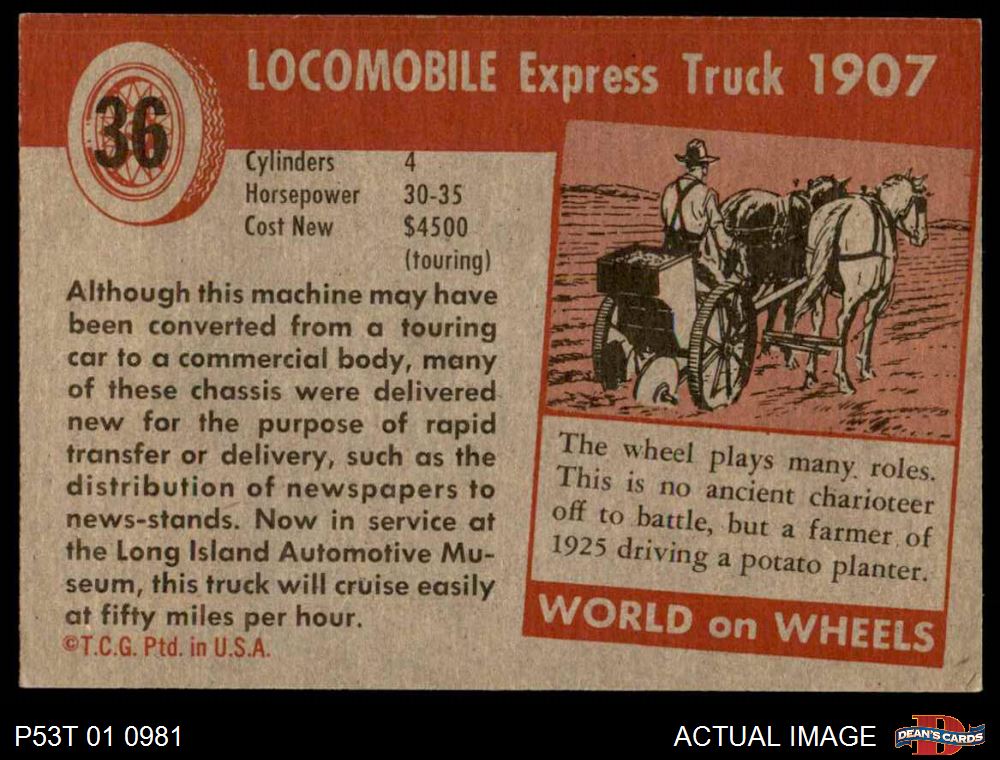 36
LOCOMOBILE Express Truck 1907
Cylinders 4
Horsepower 30-35
Cost New $4500
(touring)
Although this machine may have
been converted from a touring
car to a commercial body, many
of these chassis were delivered
new for the purpose of rapid
transfer or delivery, such as the
distribution of newspapers to
news-stands. Now in service at
the Long Island Automotive Mu-
seum, this truck will cruise easily
at fifty miles per hour.
©T.C.G. Ptd. in U.S.A.
The wheel plays many roles.
This is no ancient charioteer
off to battle, but a farmer of
1925 driving a potato planter.
WORLD on WHEELS
P53T 01 0981
ACTUAL IMAGE
D
DEAN'S CARDS